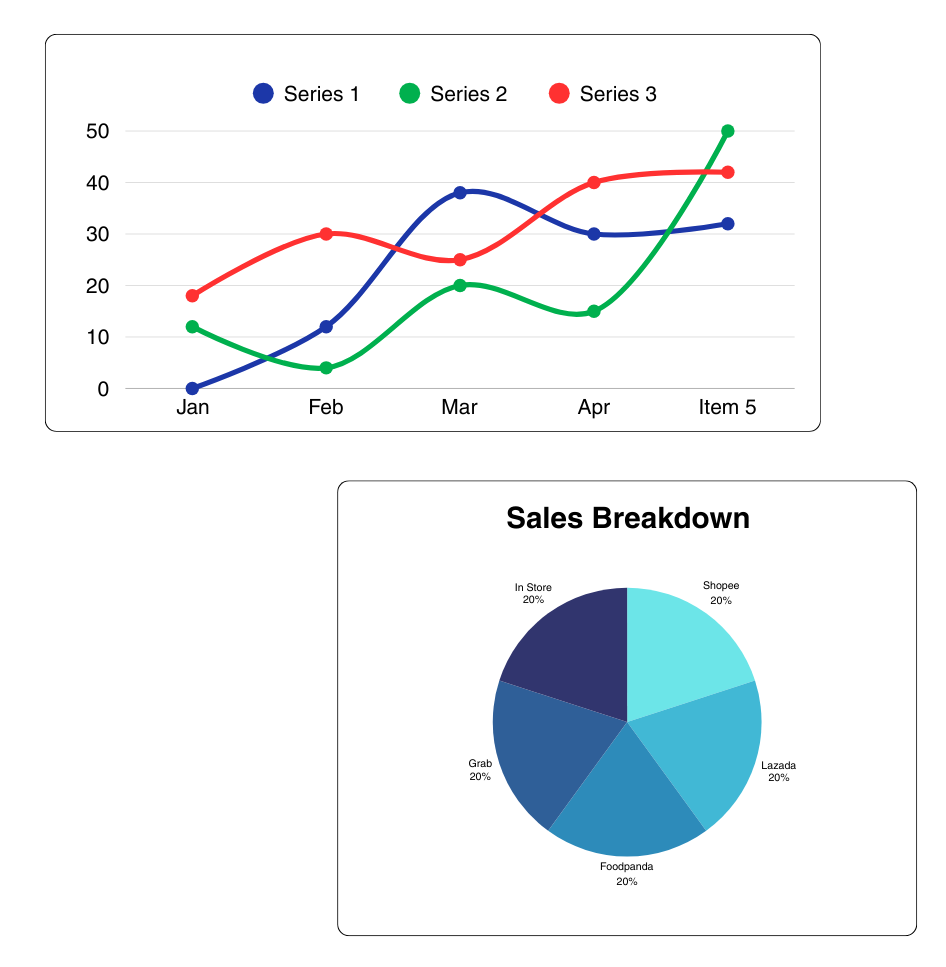 Series 1 Series 2 Series 3
50
40
30
20
10
0
Jan Feb Mar Apr Item 5
Sales Breakdown
In Store
20%
Shopee
20%
Grab
20%
Lazada
20%
Foodpanda
20%